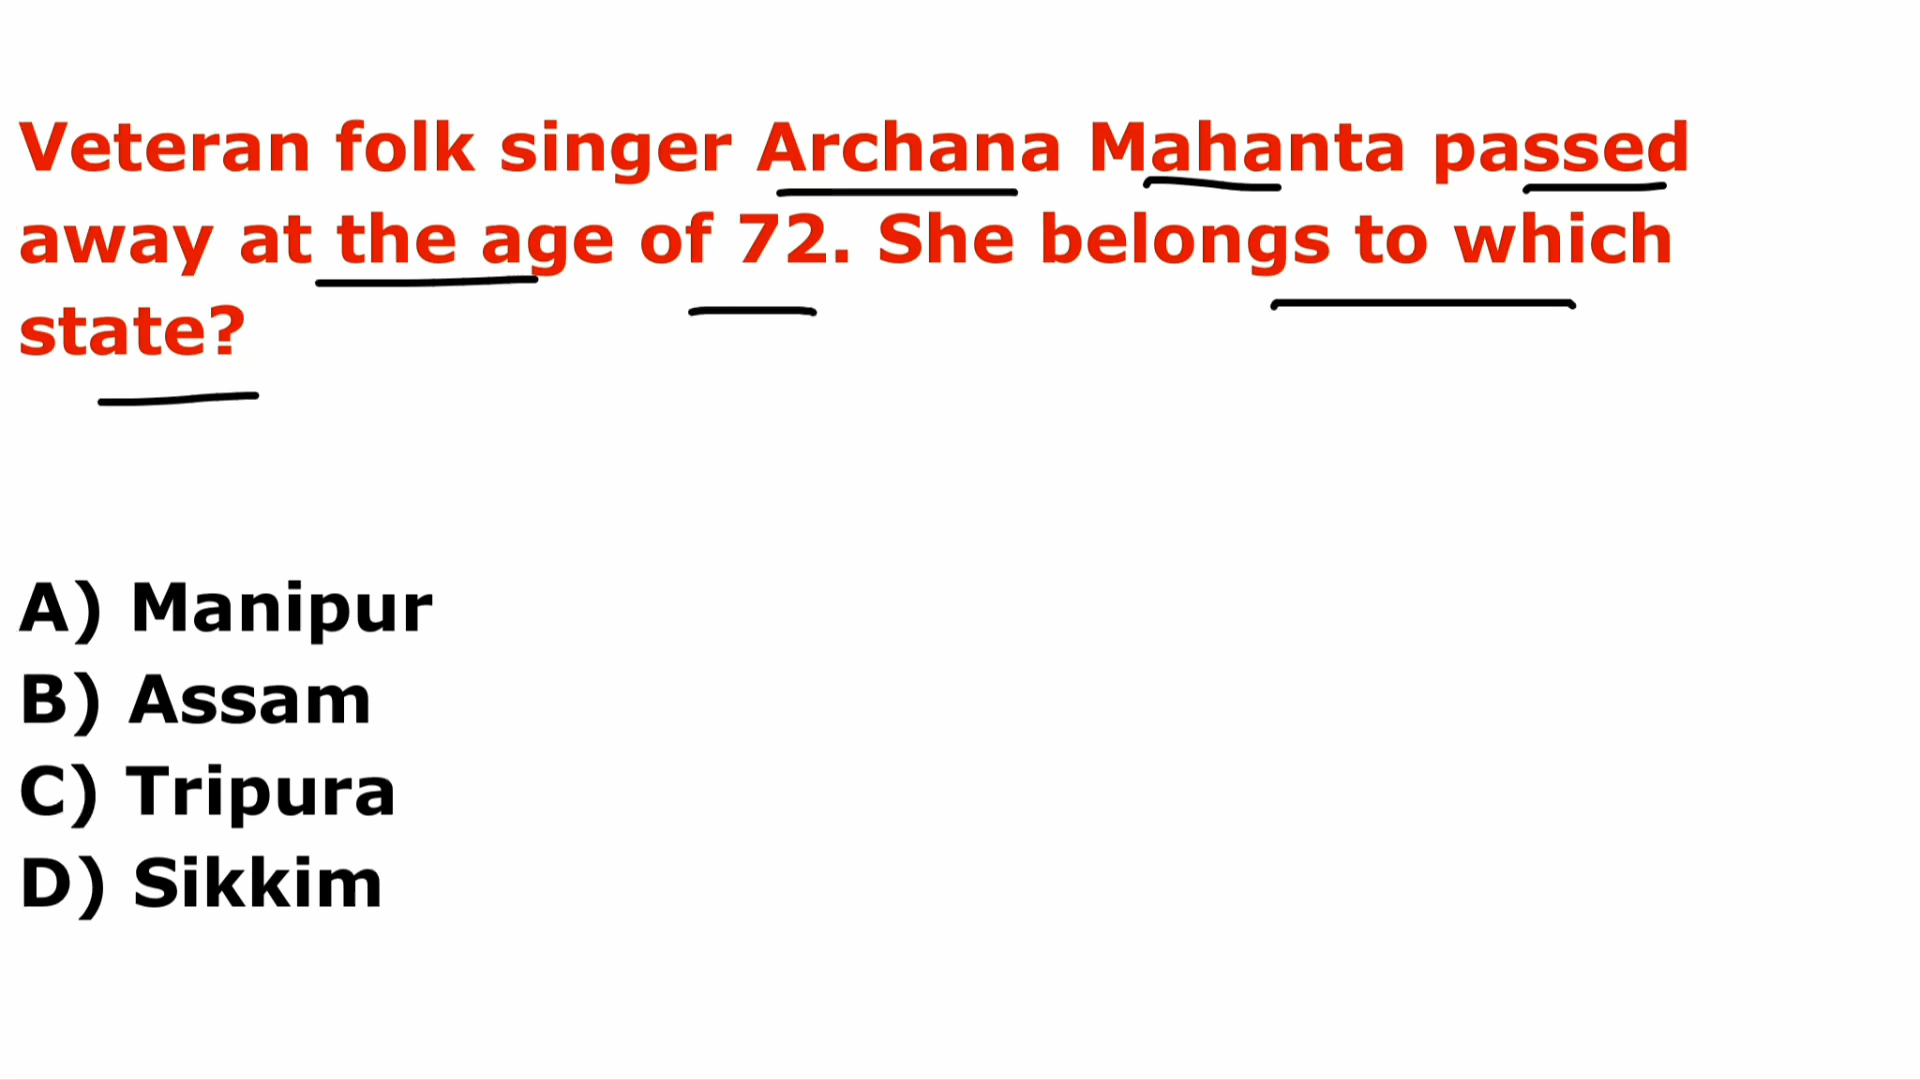 Veteran folk singer Archana Mahanta passed
away at the age of 72. She belongs to which
state?
A) Manipur
B) Assam
C) Tripura
D) Sikkim